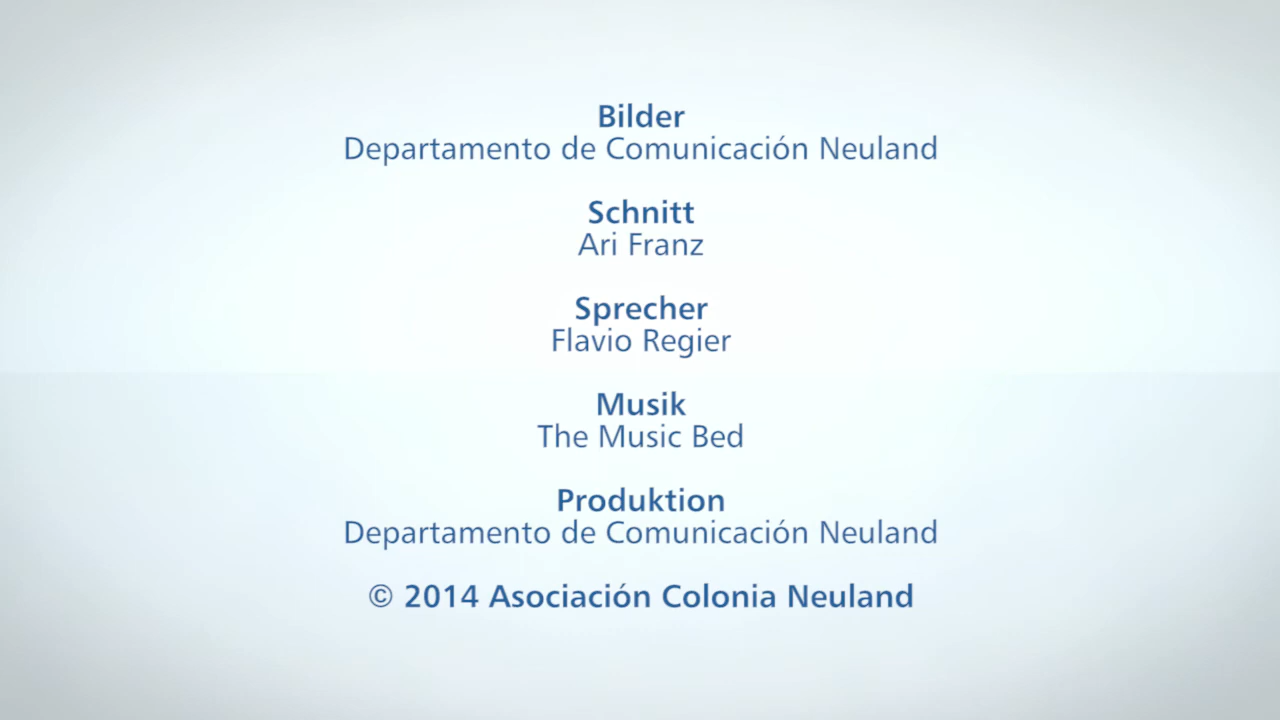 Bilder
Departamento de Comunicación Neuland
Schnitt
Ari Franz
Sprecher
Flavio Regier
Musik
The Music Bed
Produktion
Departamento de Comunicación Neuland
© 2014 Asociación Colonia Neuland